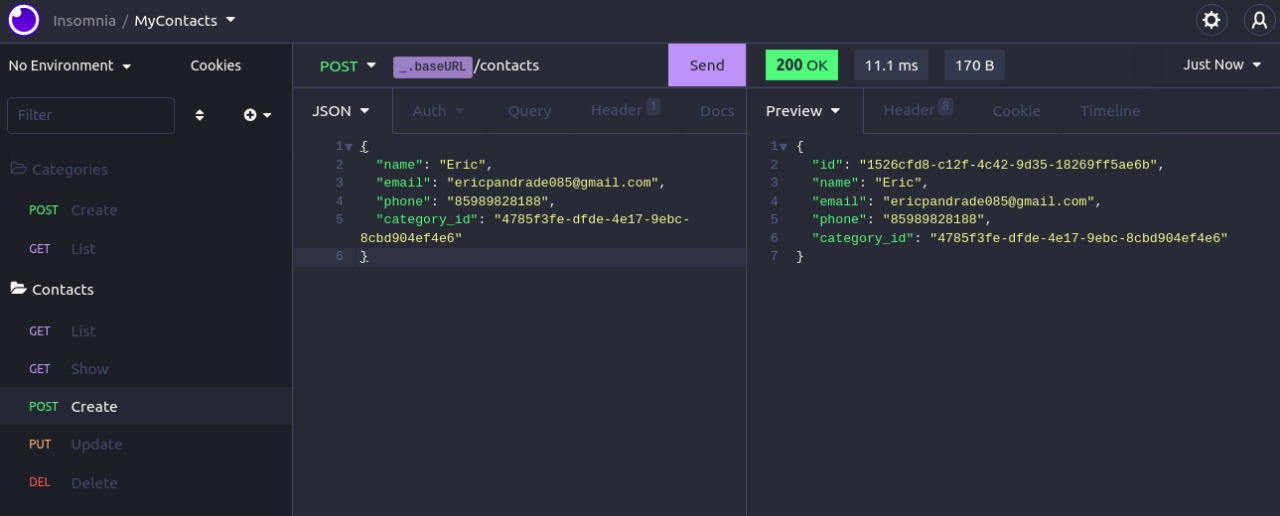 Insomnia / MyContacts
No Environment Cookies
Filter
Categories
POST Create
GET List
Contacts
GET List
GET Show
POST Create
PUT Update
DEL Delete
POST _.baseURL/contacts Send
JSON Auth Query Header 1 Docs
1 {
2 "name": "Eric",
3 "email": "ericpandrade085@gmail.com",
4 "phone": "85989828188",
5 "category_id": "4785f3fe-dfde-4e17-9ebc-
8cbd904ef4e6"
6 }
200 OK 11.1 ms 170 B Just Now
Preview Header 8 Cookie Timeline
1 {
2 "id": "1526cfd8-c12f-4c42-9d35-18269ff5ae6b",
3 "name": "Eric",
4 "email": "ericpandrade085@gmail.com",
5 "phone": "85989828188",
6 "category_id": "4785f3fe-dfde-4e17-9ebc-8cbd904ef4e6"
7 }